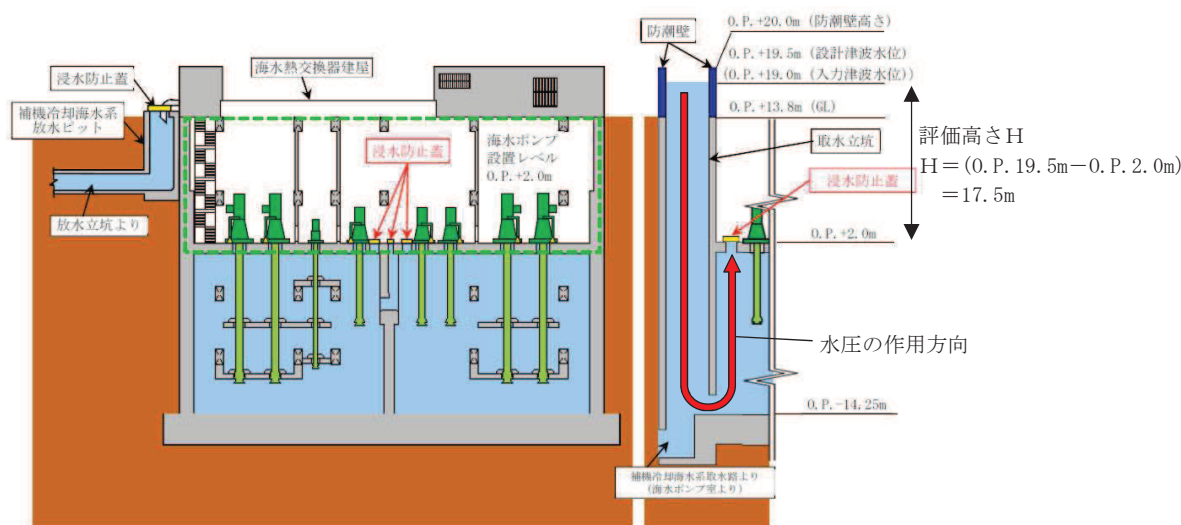 浸水防止蓋
補機冷却海水系
放水ピット
放水立坑より
海水熱交換器建屋
浸水防止蓋
海水ポンプ
設置レベル
O.P.+2.0m
防潮壁
O.P.+20.0m (防潮壁高さ)
O.P.+19.5m (設計津波水位)
(O.P.+19.0m (入力津波水位))
O.P.+13.8m (GL)
取水立坑
浸水防止蓋
O.P.+2.0m
評価高さH
H=(O.P.19.5m-O.P.2.0m)
=17.5m
水圧の作用方向
O.P.-14.25m
補機冷却海水系取水路より
(海水ポンプ室より)